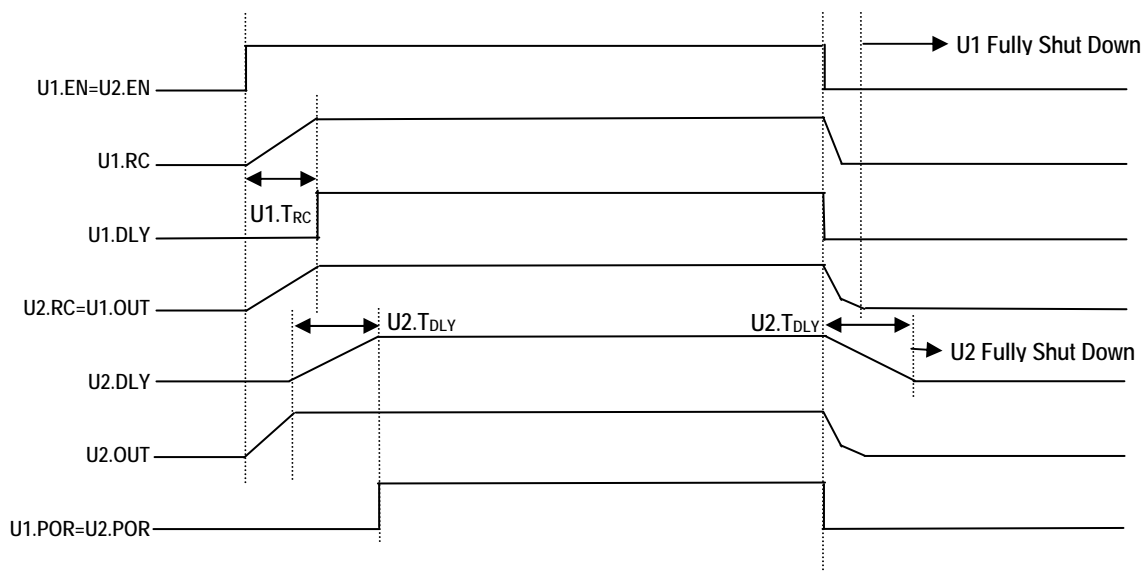 U1 Fully Shut Down
U1.EN=U2.EN
U1.RC
U1.TRC
U1.DLY
U2.RC=U1.OUT
U2.TDLY
U2.TDLY
U2 Fully Shut Down
U2.DLY
U2.OUT
U1.POR=U2.POR